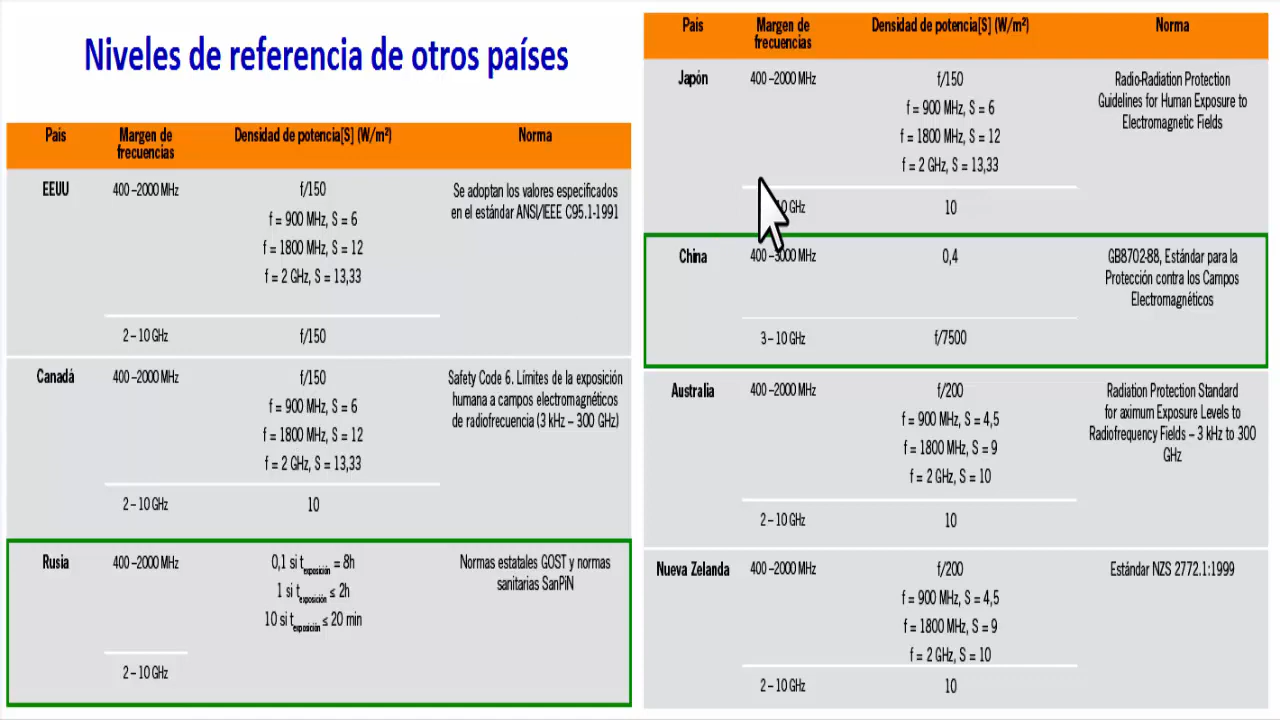 Niveles de referencia de otros países
País Margen de frecuencias Densidad de potencia[S] (W/m²) Norma
EEUU 400 –2000 MHz f/150 Se adoptan los valores especificados
f = 900 MHz, S = 6 en el estándar ANSI/IEEE C95.1-1991
f = 1800 MHz, S = 12
f = 2 GHz, S = 13,33
2 – 10 GHz f/150
Canadá 400 –2000 MHz f/150 Safety Code 6. Límites de la exposición
f = 900 MHz, S = 6 humana a campos electromagnéticos
f = 1800 MHz, S = 12 de radiofrecuencia (3 kHz – 300 GHz)
f = 2 GHz, S = 13,33
2 – 10 GHz 10
Rusia 400 –2000 MHz 0,1 si t exposición = 8h Normas estatales GOST y normas
1 si t exposición ≤ 2h sanitarias SanPiN
10 si t exposición ≤ 20 min
2 – 10 GHz
País Margen de frecuencias Densidad de potencia[S] (W/m²) Norma
Japón 400 –2000 MHz f/150 Radio-Radiation Protection
f = 900 MHz, S = 6 Guidelines for Human Exposure to
f = 1800 MHz, S = 12 Electromagnetic Fields
f = 2 GHz, S = 13,33
GHz 10
China 400 –3000 MHz 0,4 GB8702-88, Estándar para la
Protección contra los Campos
Electromagnéticos
3 – 10 GHz f/7500
Australia 400 –2000 MHz f/200 Radiation Protection Standard
f = 900 MHz, S = 4,5 for aximum Exposure Levels to
f = 1800 MHz, S = 9 Radiofrequency Fields – 3 kHz to 300
f = 2 GHz, S = 10 GHz
2 – 10 GHz 10
Nueva Zelanda 400 –2000 MHz f/200 Estándar NZS 2772.1:1999
f = 900 MHz, S = 4,5
f = 1800 MHz, S = 9
f = 2 GHz, S = 10
2 – 10 GHz 10